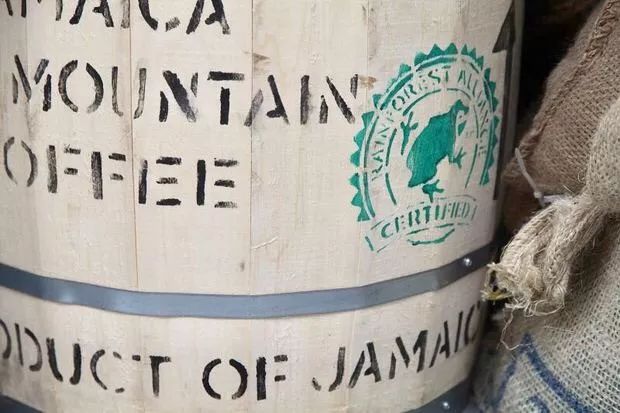 AMAICA
MOUNTAIN
OFFEE
RAINFOREST ALLIANCE
CERTIFIED
ODUCT OF JAMAIC